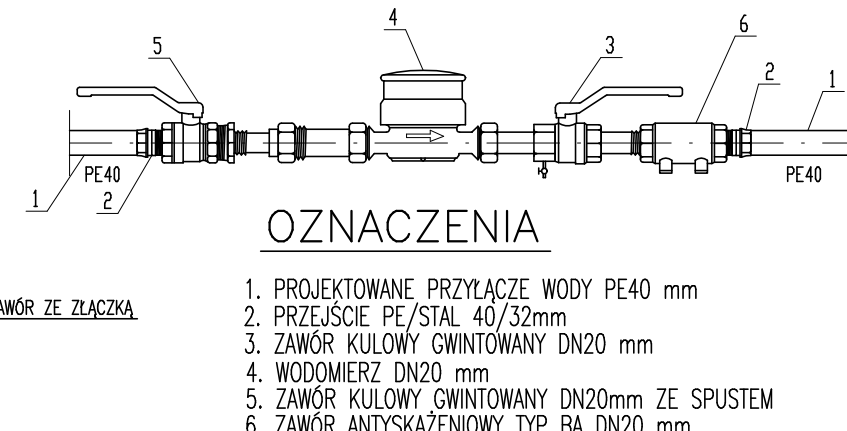 4
6
5
3
2
1
PE40
PE40
1
2
OZNACZENIA
AWÓR ZE ZŁĄCZKĄ
1. PROJEKTOWANE PRZYŁĄCZE WODY PE40 mm
2. PRZEJŚCIE PE/STAL 40/32mm
3. ZAWÓR KULOWY GWINTOWANY DN20 mm
4. WODOMIERZ DN20 mm
5. ZAWÓR KULOWY GWINTOWANY DN20mm ZE SPUSTEM
6. ZAWÓR ANTYSKAŻENIOWY TYP BA DN20 mm